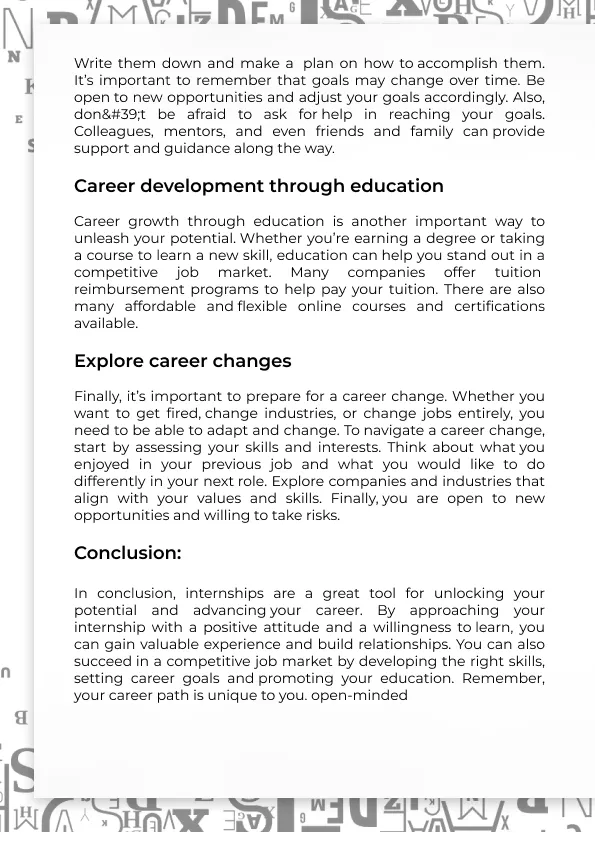 Write them down and make a plan on how to accomplish them.
It's important to remember that goals may change over time. Be
open to new opportunities and adjust your goals accordingly. Also,
don&#39;t be afraid to ask for help in reaching your goals.
Colleagues, mentors, and even friends and family can provide
support and guidance along the way.
Career development through education
Career growth through education is another important way to
unleash your potential. Whether you're earning a degree or taking
a course to learn a new skill, education can help you stand out in a
competitive job market. Many companies offer tuition
reimbursement programs to help pay your tuition. There are also
many affordable and flexible online courses and certifications
available.
Explore career changes
Finally, it's important to prepare for a career change. Whether you
want to get fired, change industries, or change jobs entirely, you
need to be able to adapt and change. To navigate a career change,
start by assessing your skills and interests. Think about what you
enjoyed in your previous job and what you would like to do
differently in your next role. Explore companies and industries that
align with your values and skills. Finally, you are open to new
opportunities and willing to take risks.
Conclusion:
In conclusion, internships are a great tool for unlocking your
potential and advancing your career. By approaching your
internship with a positive attitude and a willingness to learn, you
can gain valuable experience and build relationships. You can also
succeed in a competitive job market by developing the right skills,
setting career goals and promoting your education. Remember,
your career path is unique to you. open-minded